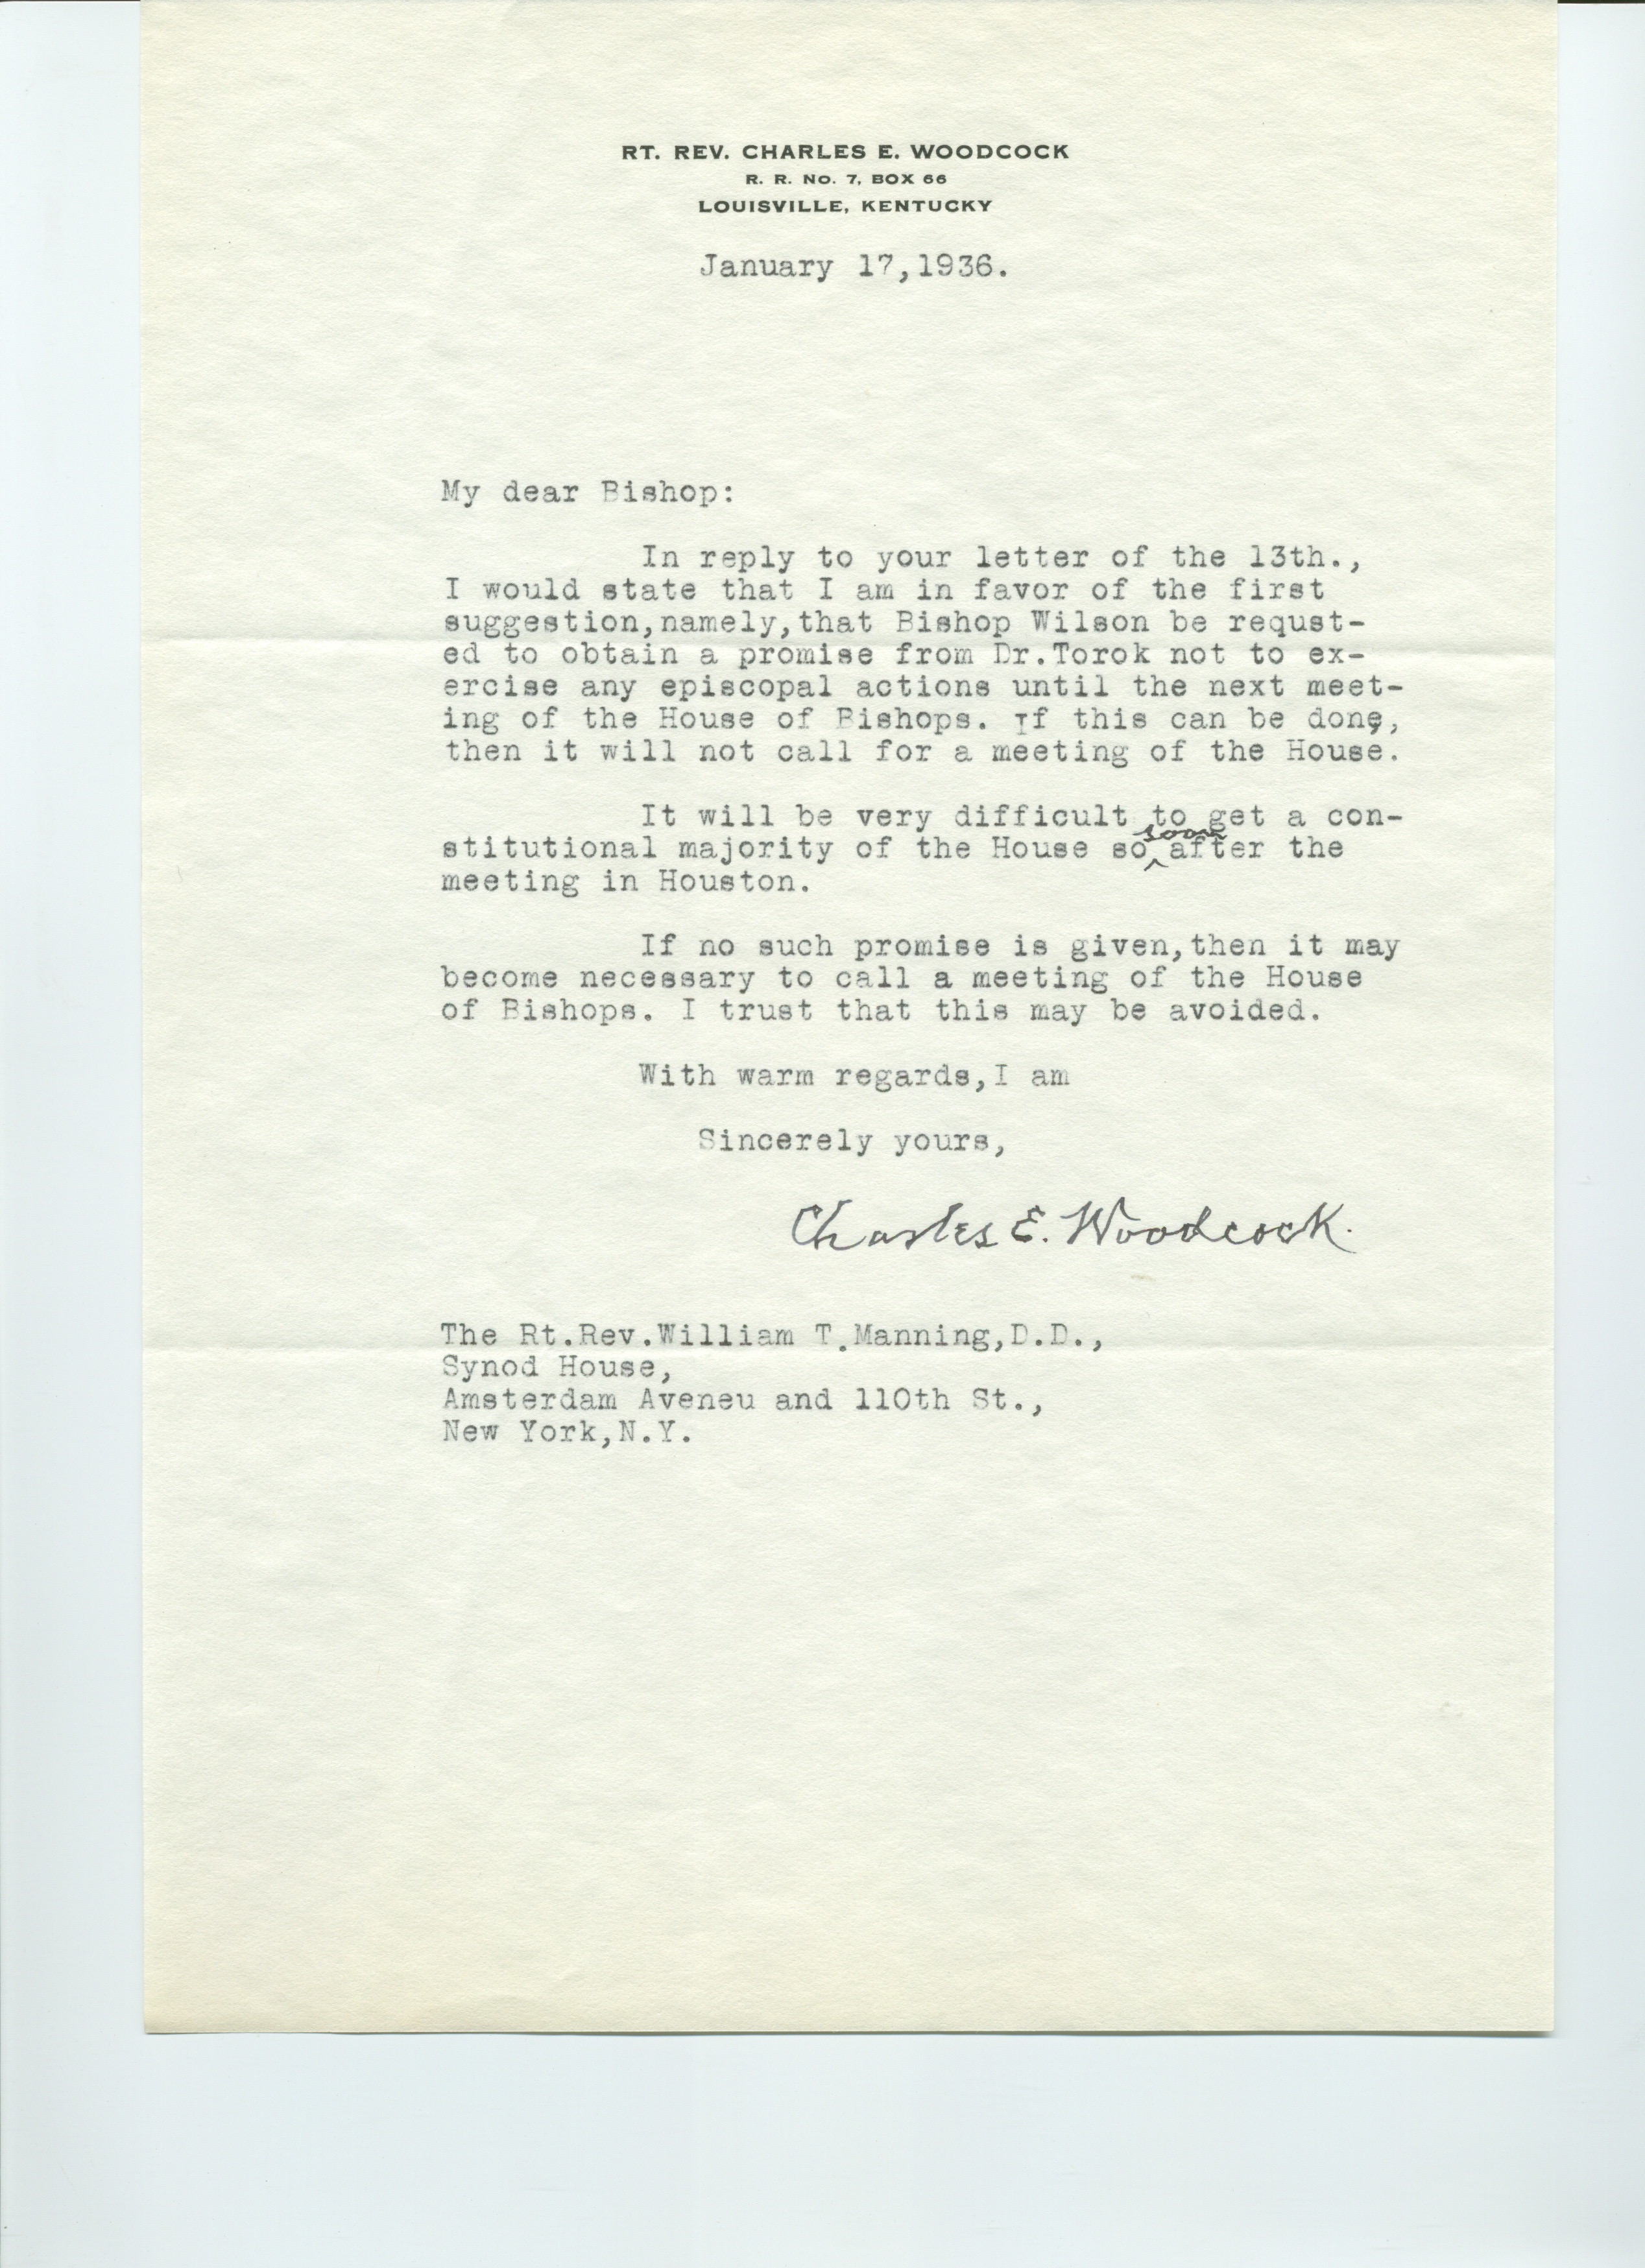 RT. REV. CHARLES E. WOODCOCK
R. R. No. 7, BOX 66
LOUISVILLE, KENTUCKY
January 17,1936.
My dear Bishop:
In reply to your letter of the 13th.,
I would state that I am in favor of the first
suggestion,namely,that Bishop Wilson be requst-
ed to obtain a promise from Dr.Torok not to ex-
ercise any episcopal actions until the next meet-
ing of the House of Bishops. If this can be done,
then it will not call for a meeting of the House.
It will be very difficult to get a con-
stitutional majority of the House so soon after the
meeting in Houston.
If no such promise is given,then it may
become necessary to call a meeting of the House
of Bishops. I trust that this may be avoided.
With warm regards,I am
Sincerely yours,
Charles E. Woodcock.
The Rt.Rev.William T.Manning,D.D.,
Synod House,
Amsterdam Aveneu and 110th St.,
New York,N.Y.